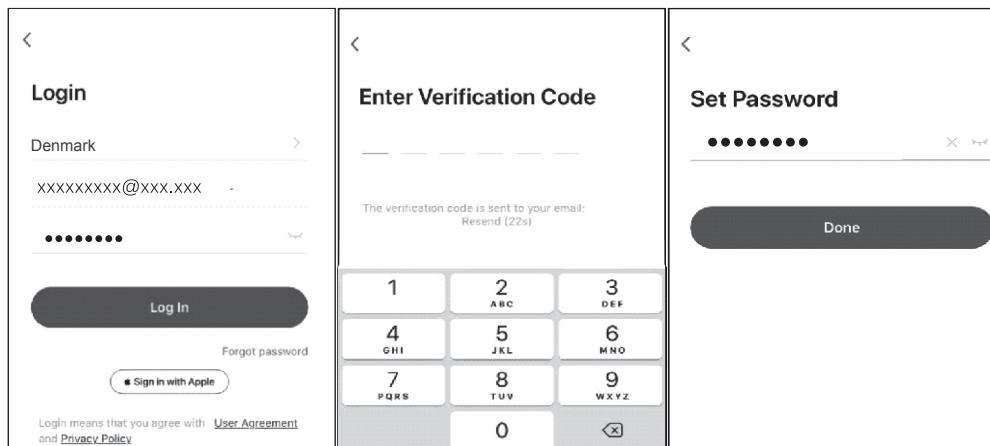 Login
Denmark
xxxxxxxxx@xxx.xxx
Log In
Forgot password
Sign in with Apple
Login means that you agree with User Agreement
and Privacy Policy
Enter Verification Code
The verification code is sent to your email:
Resend (22s)
1
2
ABC
3
DEF
4
GHI
5
JKL
6
MNO
7
PQRS
8
TUV
9
WXYZ
0
Set Password
Done